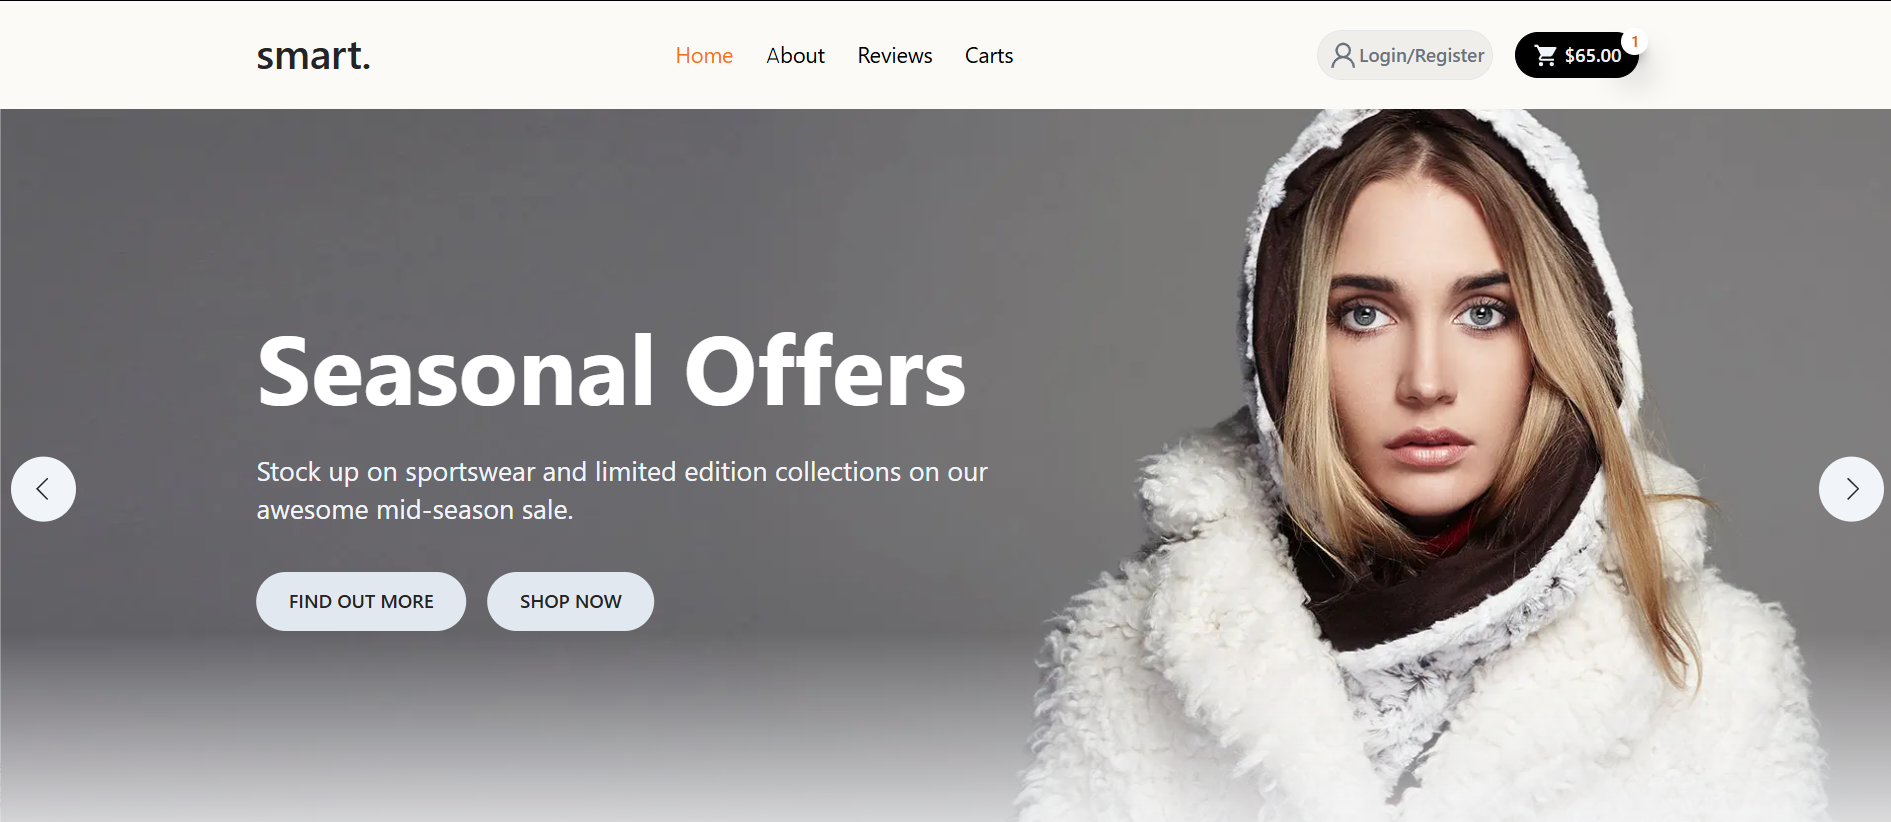 smart.
Home About Reviews Carts
Login/Register
$65.00
1
Seasonal Offers
Stock up on sportswear and limited edition collections on our
awesome mid-season sale.
FIND OUT MORE
SHOP NOW